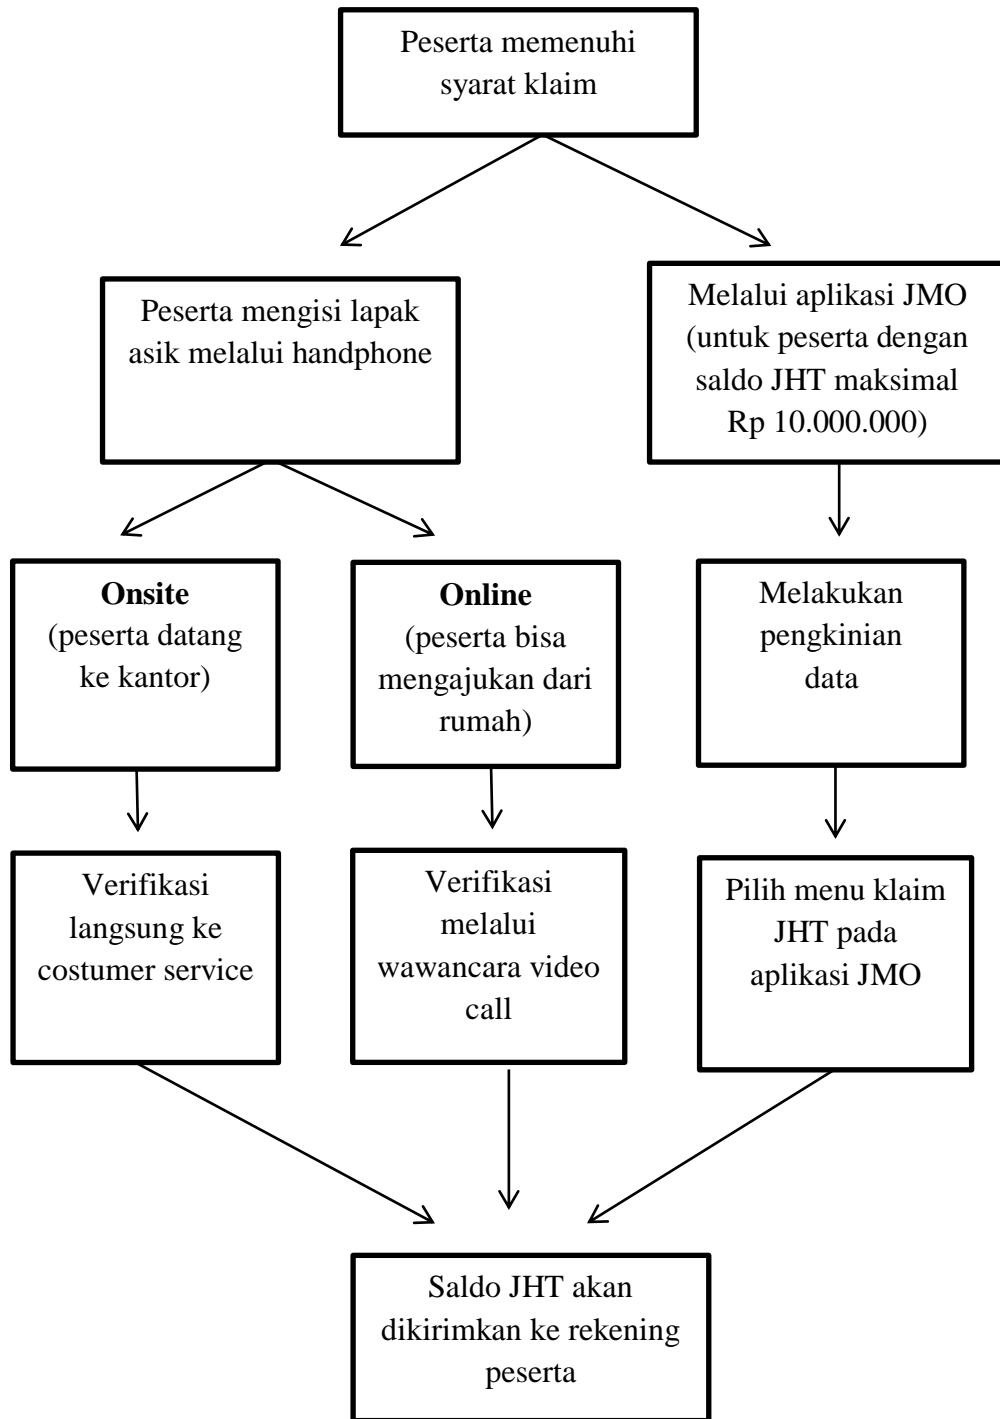 Peserta memenuhi
syarat klaim
Peserta mengisi lapak
asik melalui handphone
Melalui aplikasi JMO
(untuk peserta dengan
saldo JHT maksimal
Rp 10.000.000)
Onsite
(peserta datang
ke kantor)
Online
(peserta bisa
mengajukan dari
rumah)
Melakukan
pengkinian
data
Verifikasi
langsung ke
costumer service
Verifikasi
melalui
wawancara video
call
Pilih menu klaim
JHT pada
aplikasi JMO
Saldo JHT akan
dikirimkan ke rekening
peserta